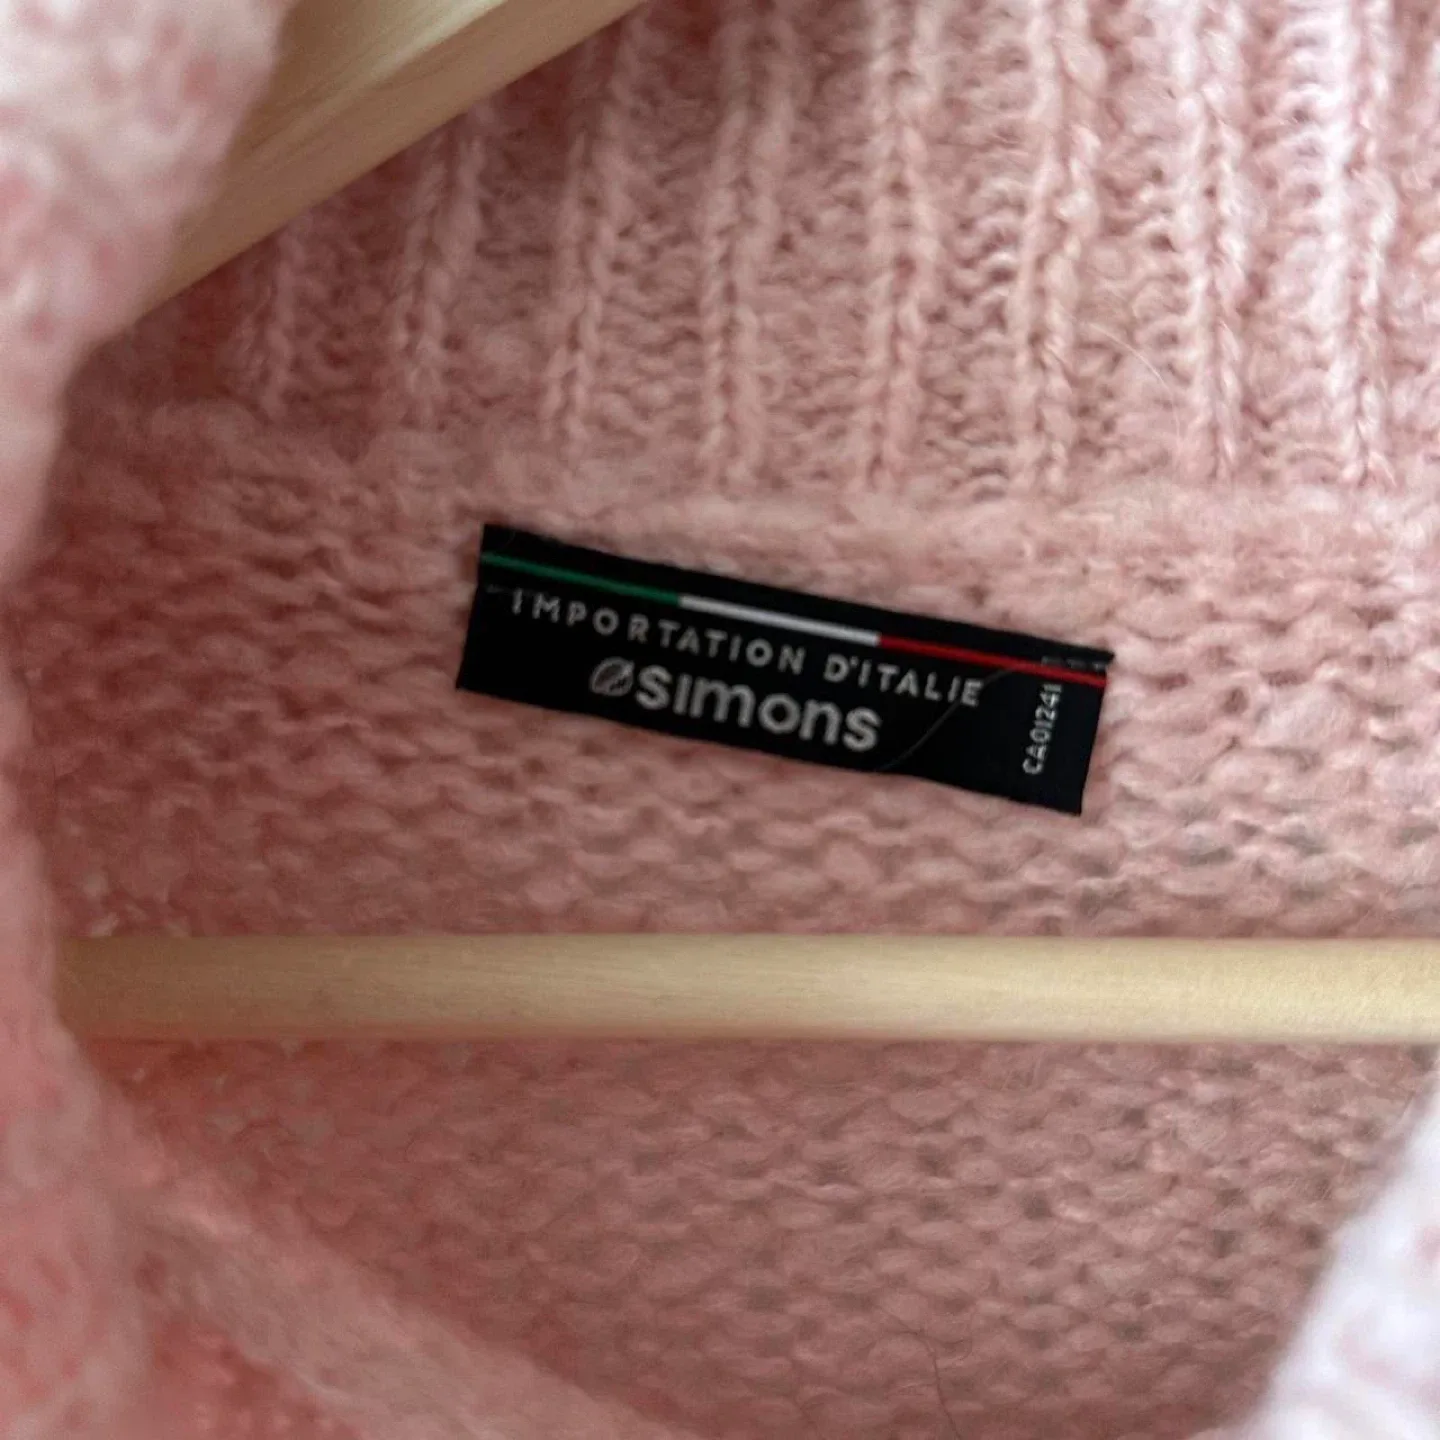 IMPORTATION D'ITALIE
simons
CA01241